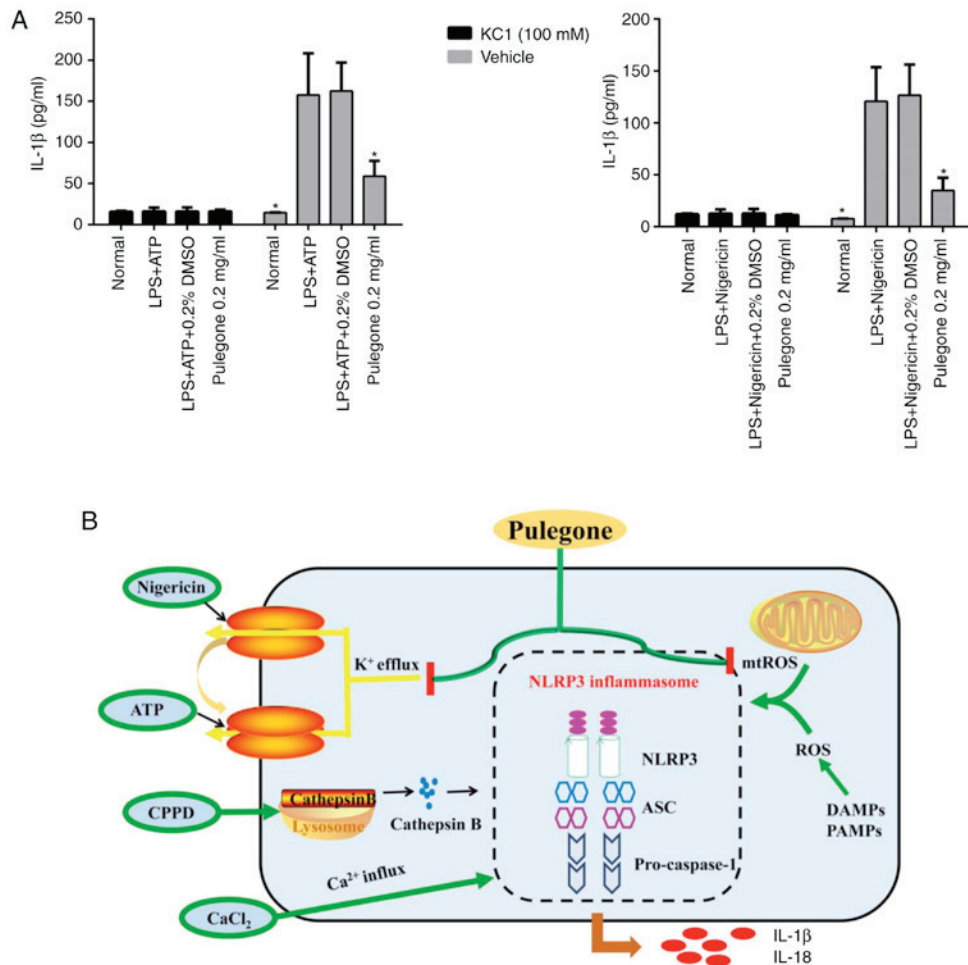 A
IL-1β (pg/ml)
250
200
150
100
50
0
*
*
Normal
LPS+ATP
LPS+ATP+0.2% DMSO
Pulegone 0.2 mg/ml
Normal
LPS+ATP
LPS+ATP+0.2% DMSO
Pulegone 0.2 mg/ml
KC1 (100 mM)
Vehicle
IL-1β (pg/ml)
200
150
100
50
0
*
*
Normal
LPS+Nigericin
LPS+Nigericin+0.2% DMSO
Pulegone 0.2 mg/ml
Normal
LPS+Nigericin
LPS+Nigericin+0.2% DMSO
Pulegone 0.2 mg/ml
B
Pulegone
Nigericin
K⁺ efflux
mtROS
NLRP3 inflammasome
ATP
NLRP3
ROS
CPPD
CathepsinB
Lysosome
Cathepsin B
ASC
DAMPs
PAMPs
Pro-caspase-1
Ca²⁺ influx
CaCl₂
IL-1β
IL-18